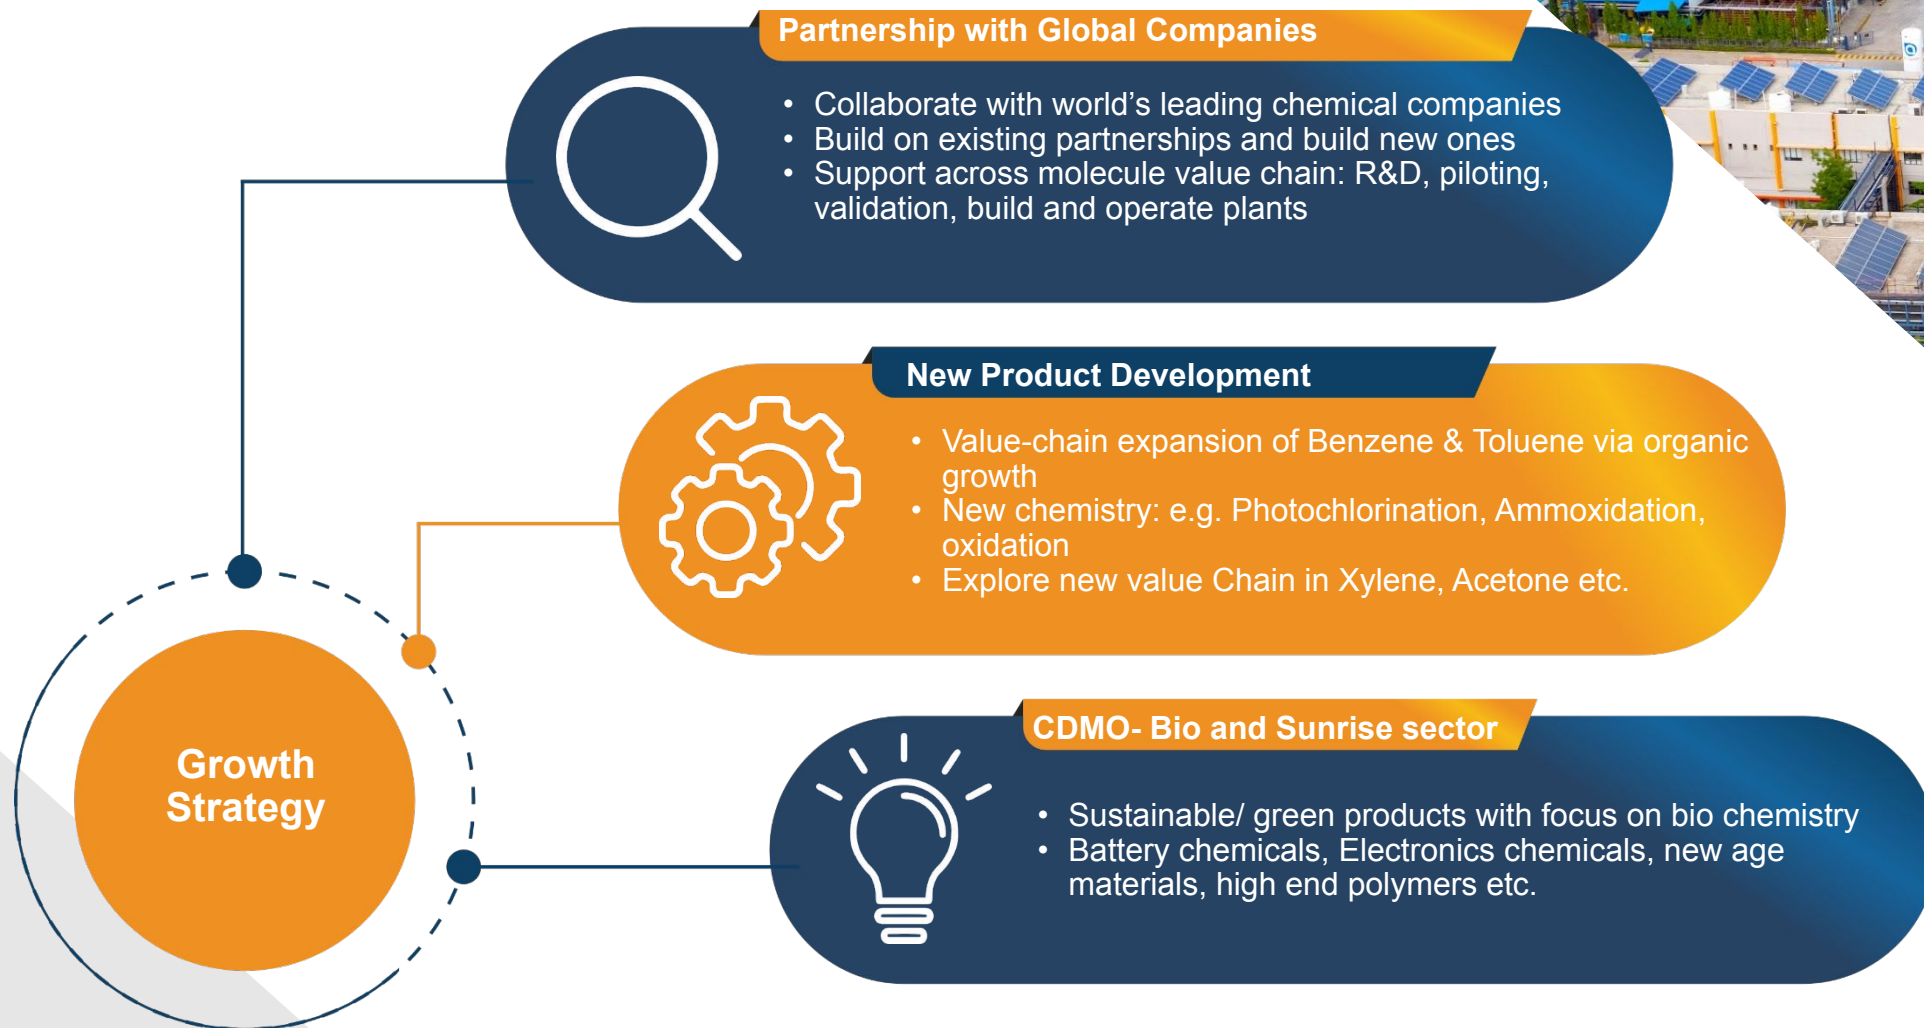 Partnership with Global Companies
• Collaborate with world’s leading chemical companies
• Build on existing partnerships and build new ones
• Support across molecule value chain: R&D, piloting,
validation, build and operate plants
New Product Development
• Value-chain expansion of Benzene & Toluene via organic
growth
• New chemistry: e.g. Photochlorination, Ammoxidation,
oxidation
• Explore new value Chain in Xylene, Acetone etc.
Growth
Strategy
CDMO- Bio and Sunrise sector
• Sustainable/ green products with focus on bio chemistry
• Battery chemicals, Electronics chemicals, new age
materials, high end polymers etc.